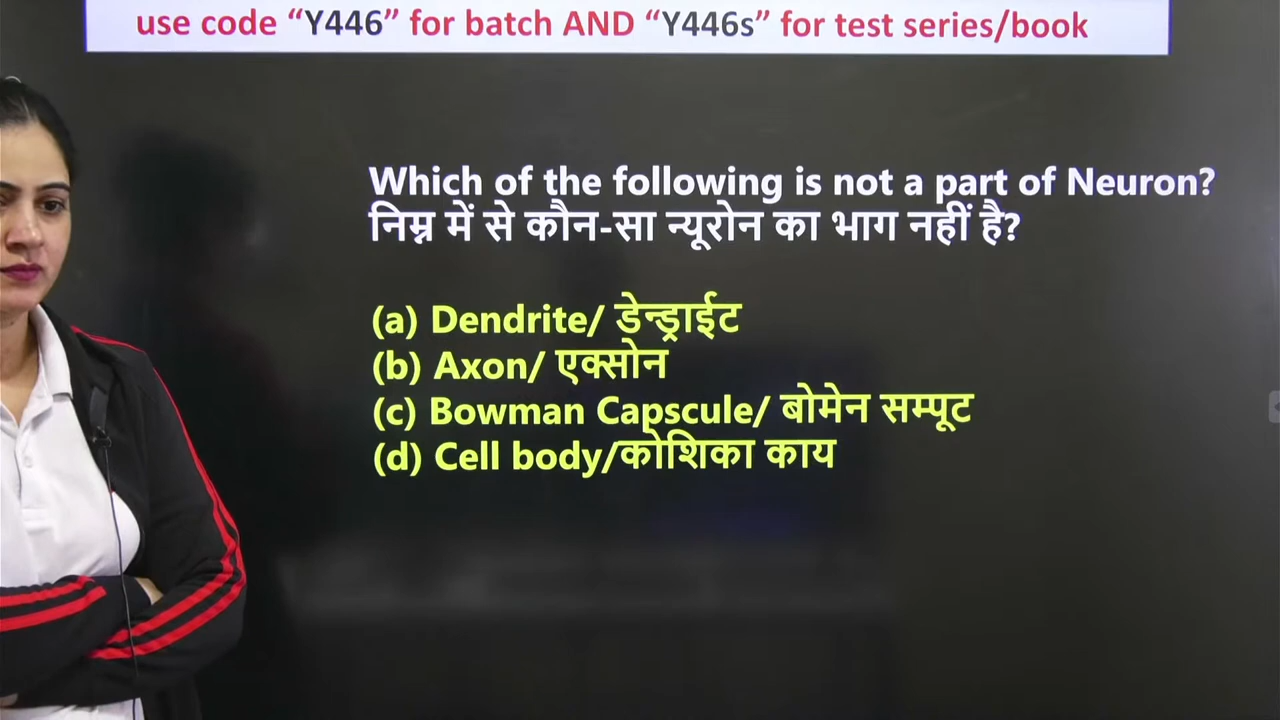 use code “Y446” for batch AND “Y446s” for test series/book
Which of the following is not a part of Neuron?
निम्न में से कौन-सा न्यूरोन का भाग नहीं है?
(a) Dendrite/ डेन्ड्राईट
(b) Axon/ एक्सोन
(c) Bowman Capscule/ बोमेन सम्पूट
(d) Cell body/कोशिका काय